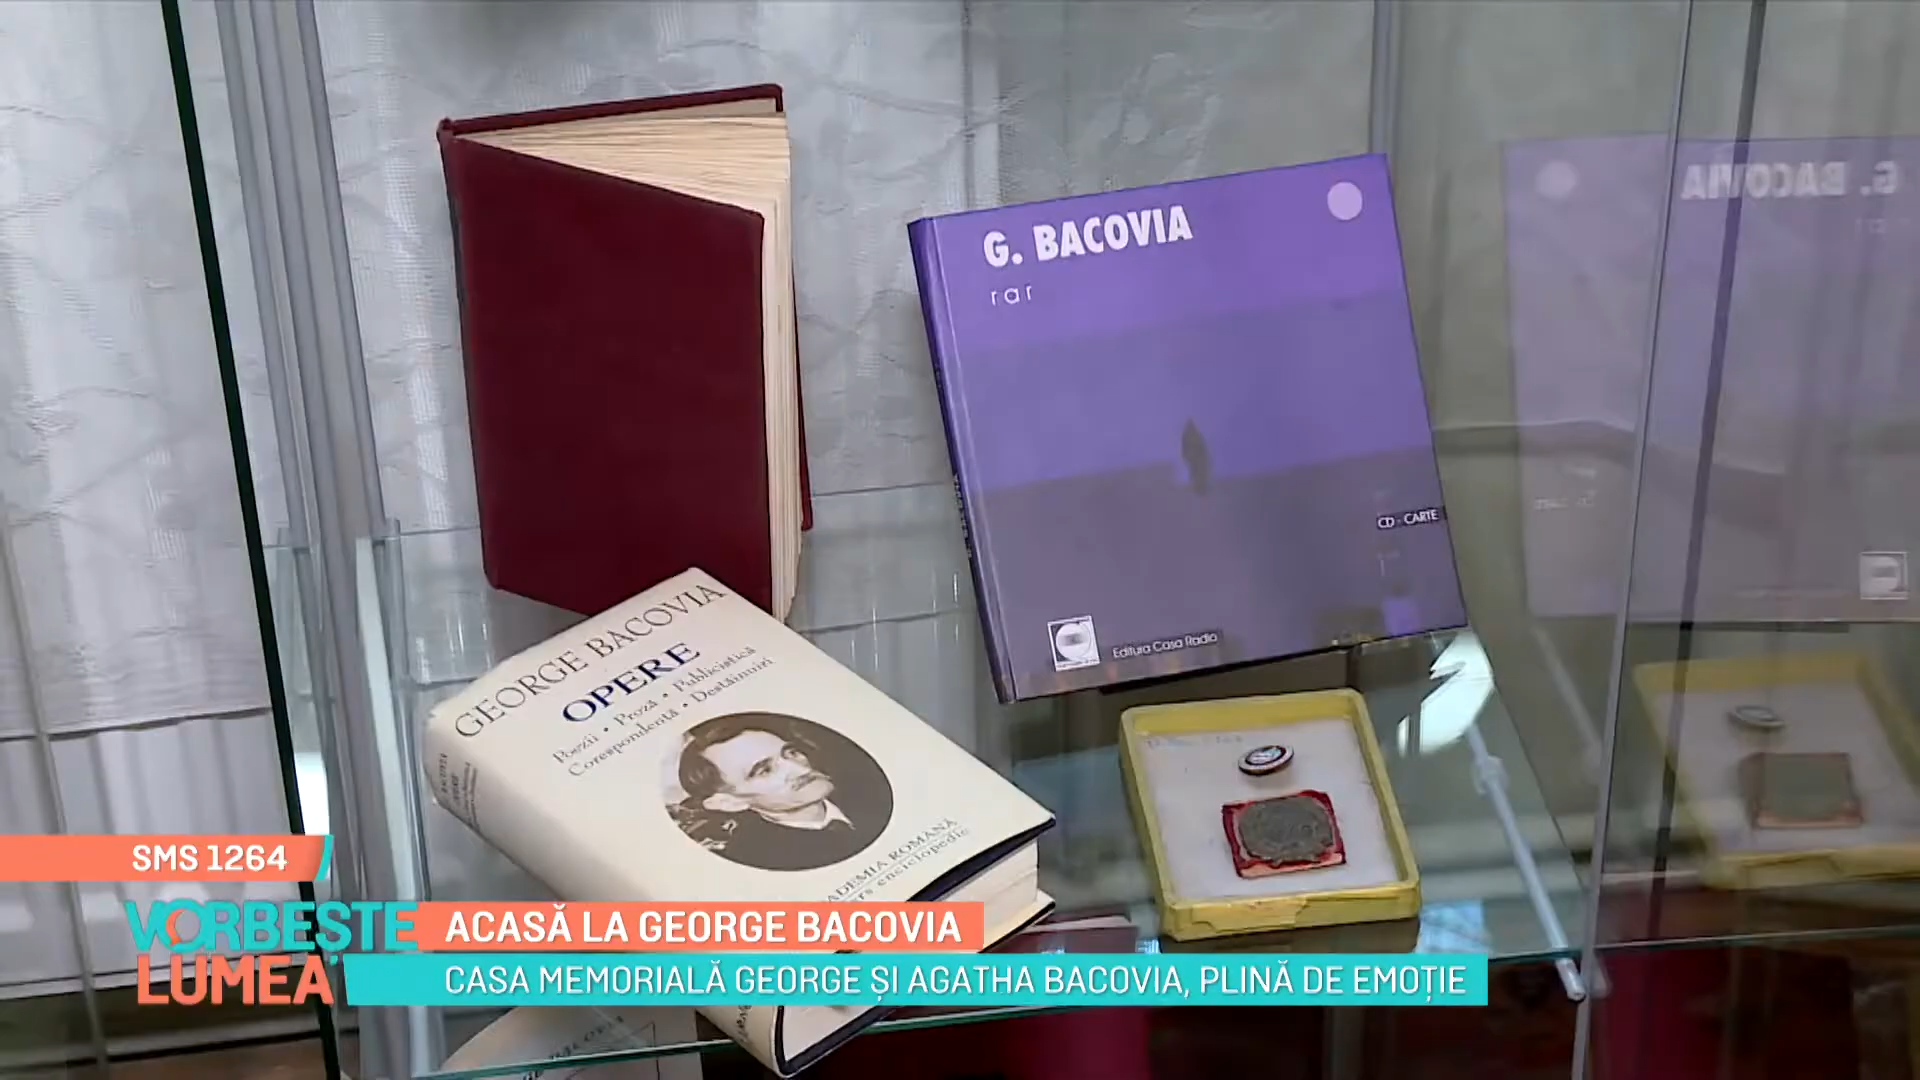 G. BACOVIA
rar
CD - CARTE
Editura Casa Radio
GEORGE BACOVIA
OPERE
Poezii • Proză • Publicistică
Corespondență • Destăinuiri
ACADEMIA ROMÂNĂ
SMS 1264
VORBEȘTE
LUMEA
ACASĂ LA GEORGE BACOVIA
CASA MEMORIALĂ GEORGE ȘI AGATHA BACOVIA, PLINĂ DE EMOȚIE